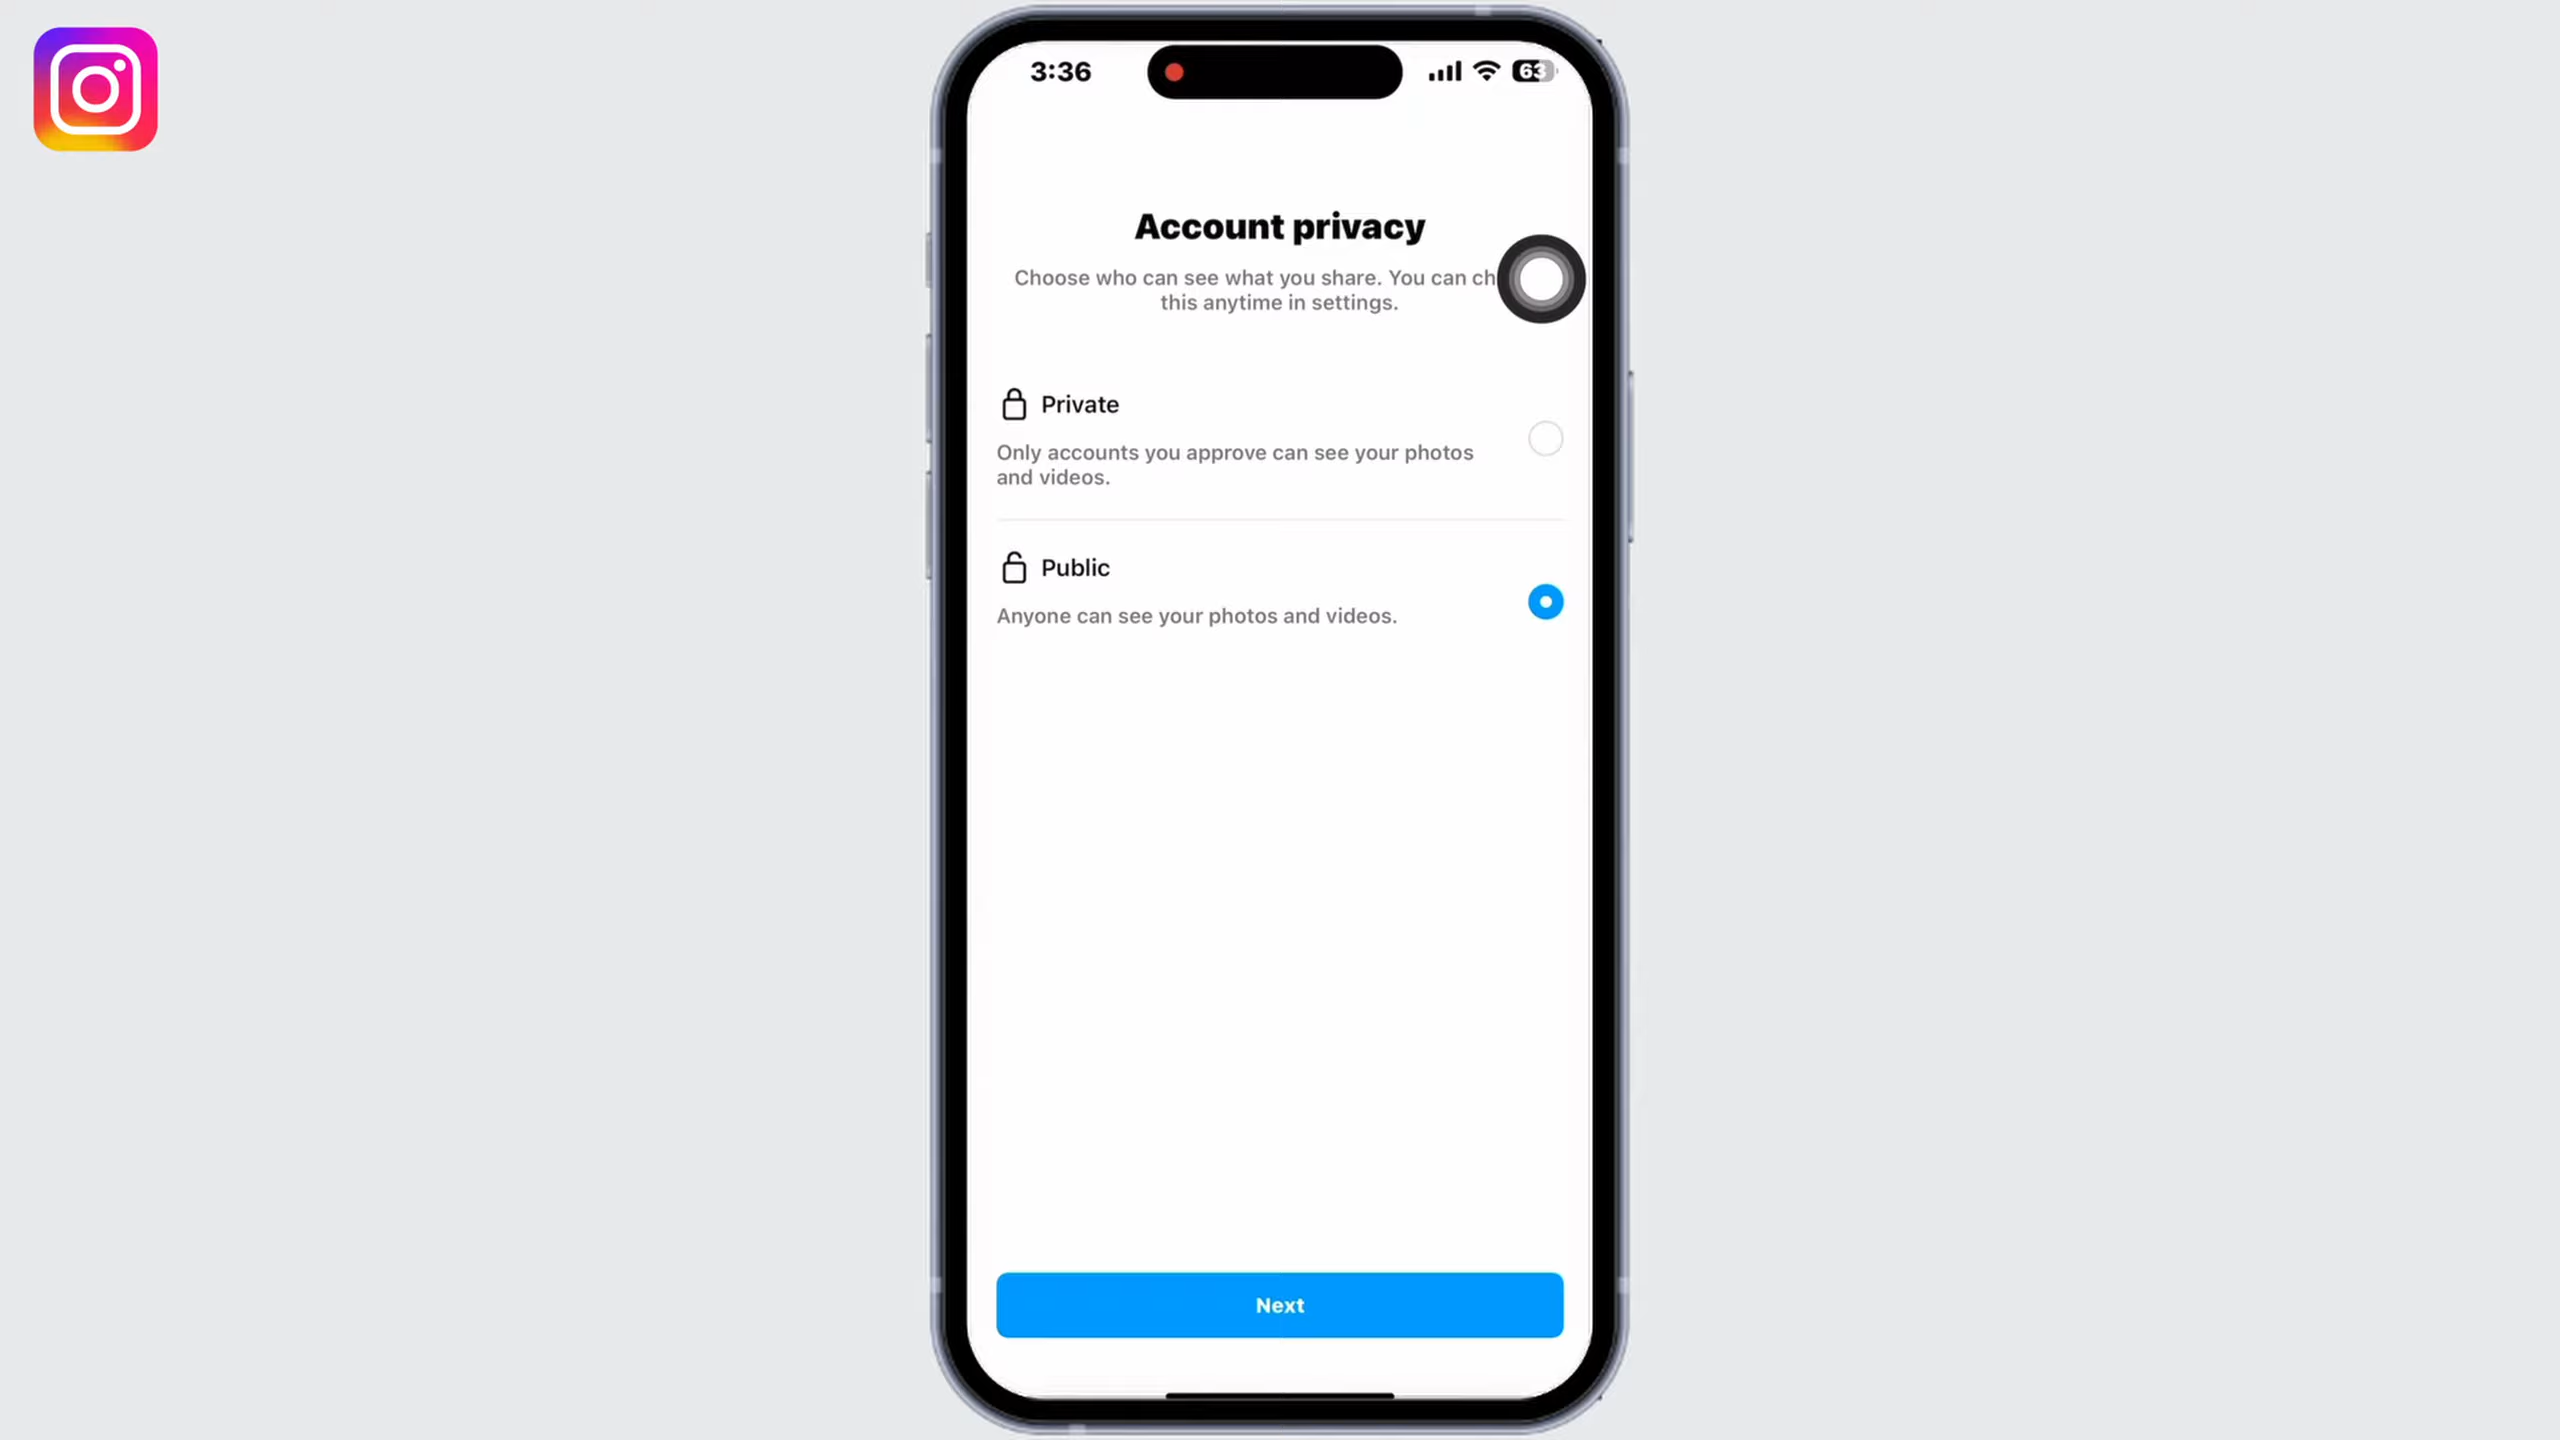 3:36
63
Account privacy
Choose who can see what you share. You can ch
this anytime in settings.
Private
Only accounts you approve can see your photos
and videos.
Public
Anyone can see your photos and videos.
Next